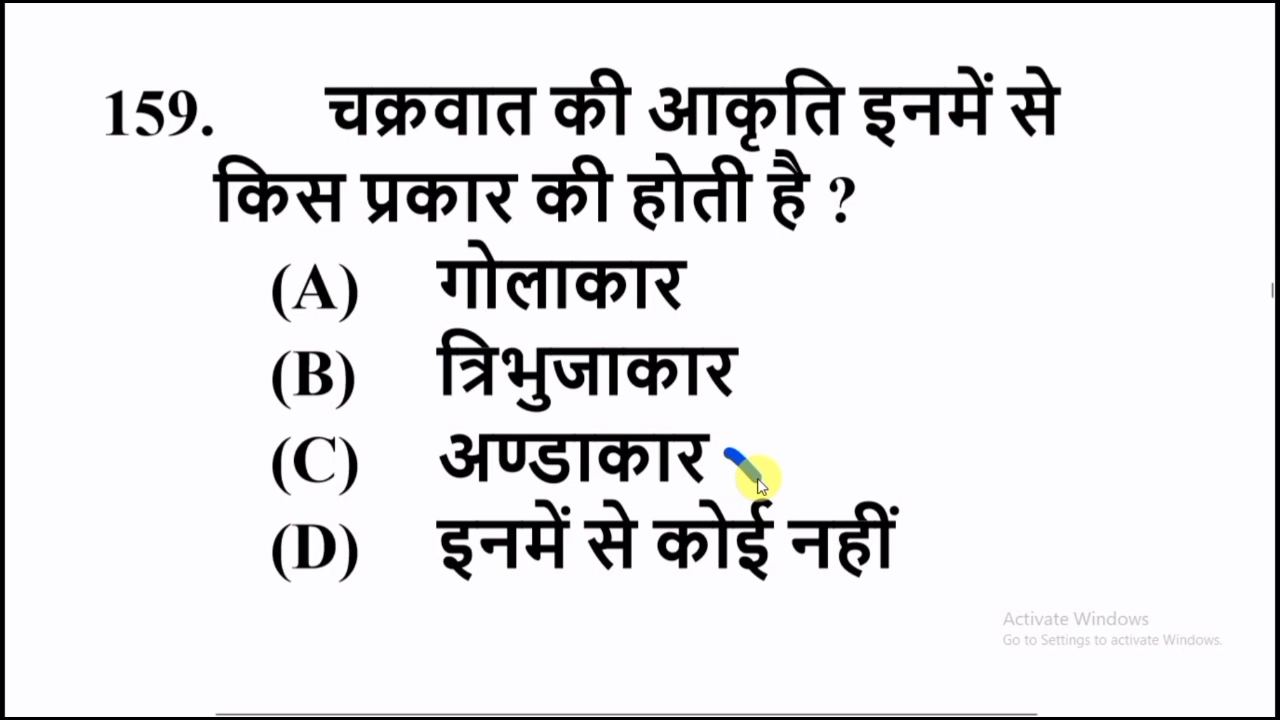 159. चक्रवात की आकृति इनमें से
किस प्रकार की होती है ?
(A) गोलाकार
(B) त्रिभुजाकार
(C) अण्डाकार
(D) इनमें से कोई नहीं
Activate Windows
Go to Settings to activate Windows.